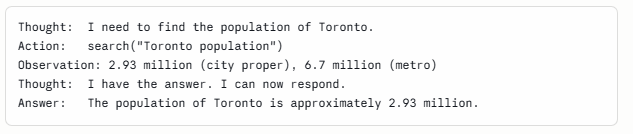 Thought:  I need to find the population of Toronto.
Action:   search("Toronto population")
Observation: 2.93 million (city proper), 6.7 million (metro)
Thought:  I have the answer. I can now respond.
Answer:   The population of Toronto is approximately 2.93 million.